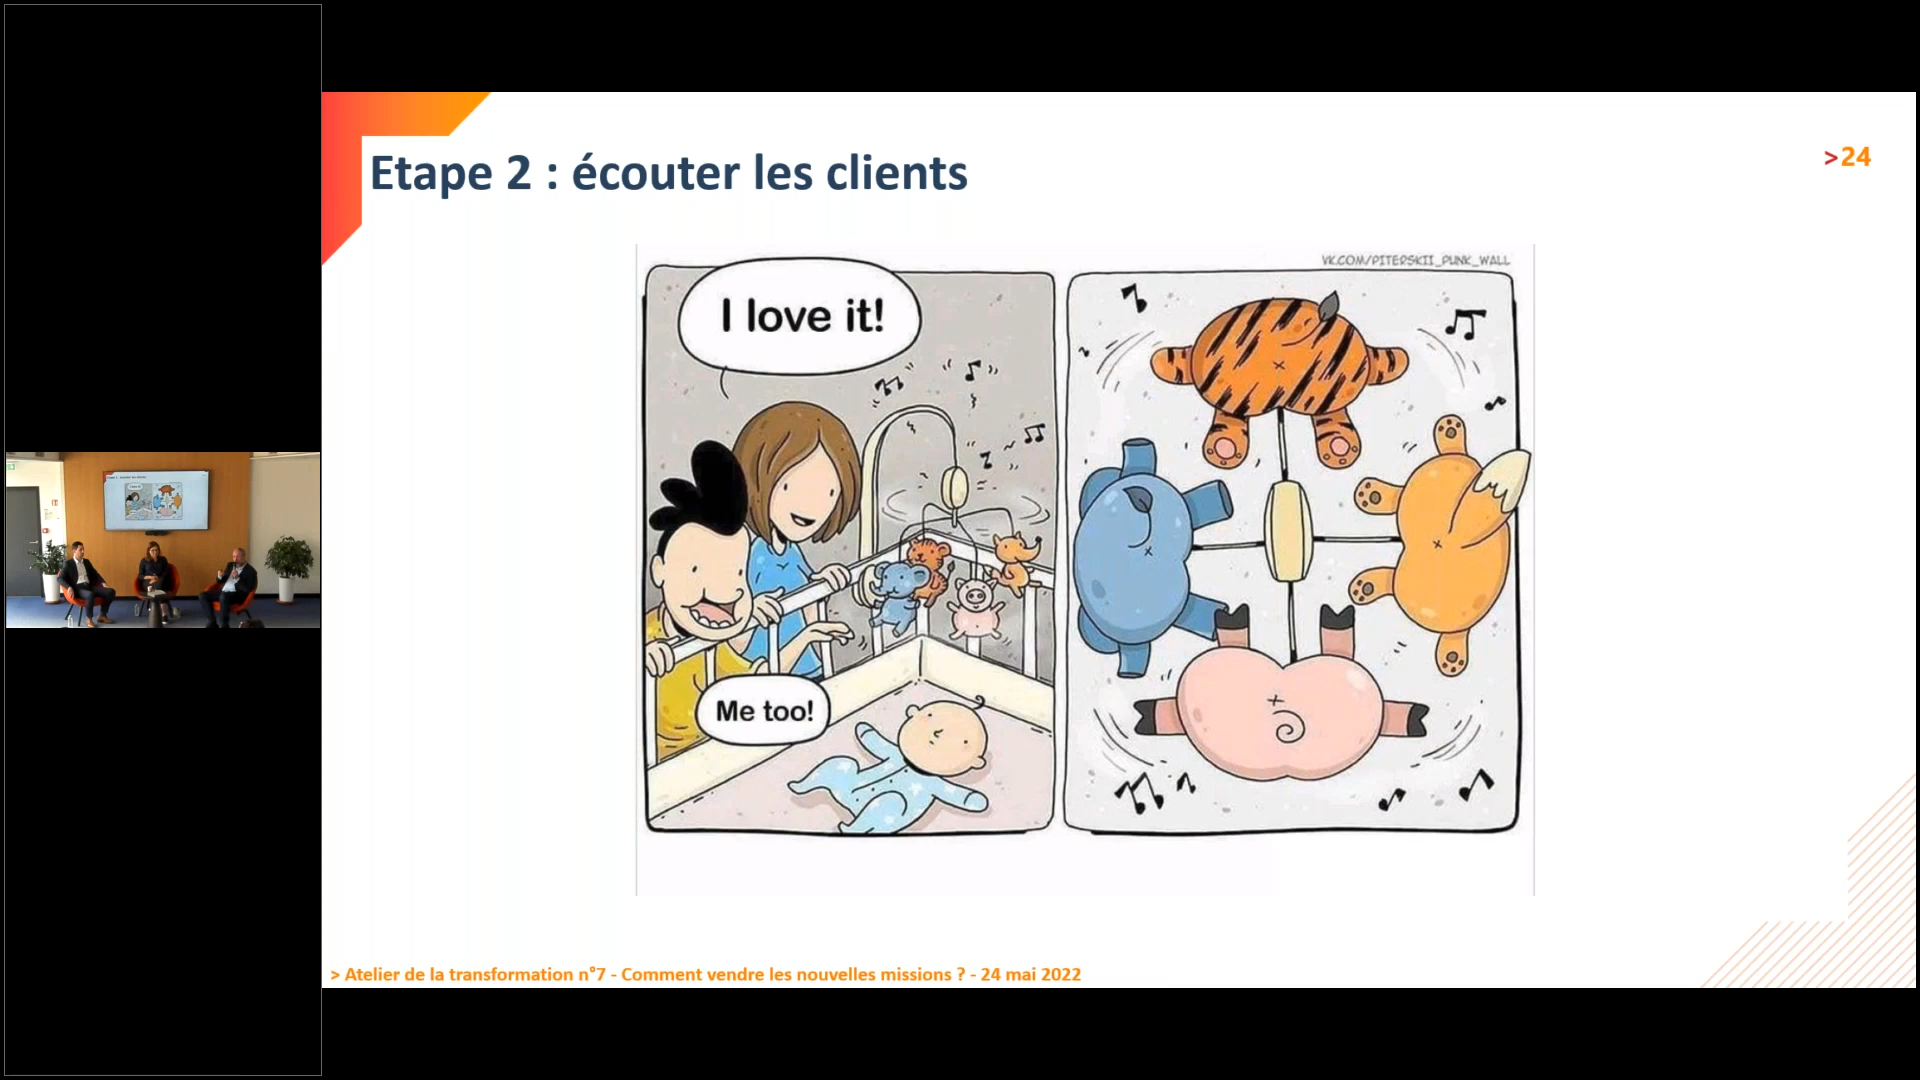 Etape 2 : écouter les clients
>24
VK.COM/PITERSKII_PUNK_WALL
I love it!
Me too!
> Atelier de la transformation n°7 - Comment vendre les nouvelles missions ? - 24 mai 2022